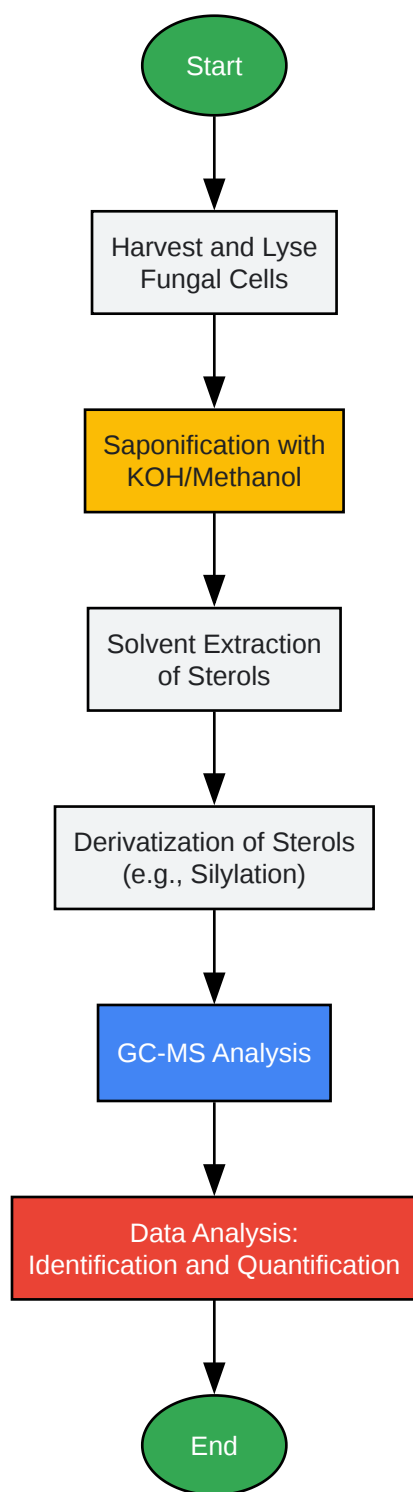 Start
Harvest and Lyse
Fungal Cells
Saponification with
KOH/Methanol
Solvent Extraction
of Sterols
Derivatization of Sterols
(e.g., Silylation)
GC-MS Analysis
Data Analysis:
Identification and Quantification
End